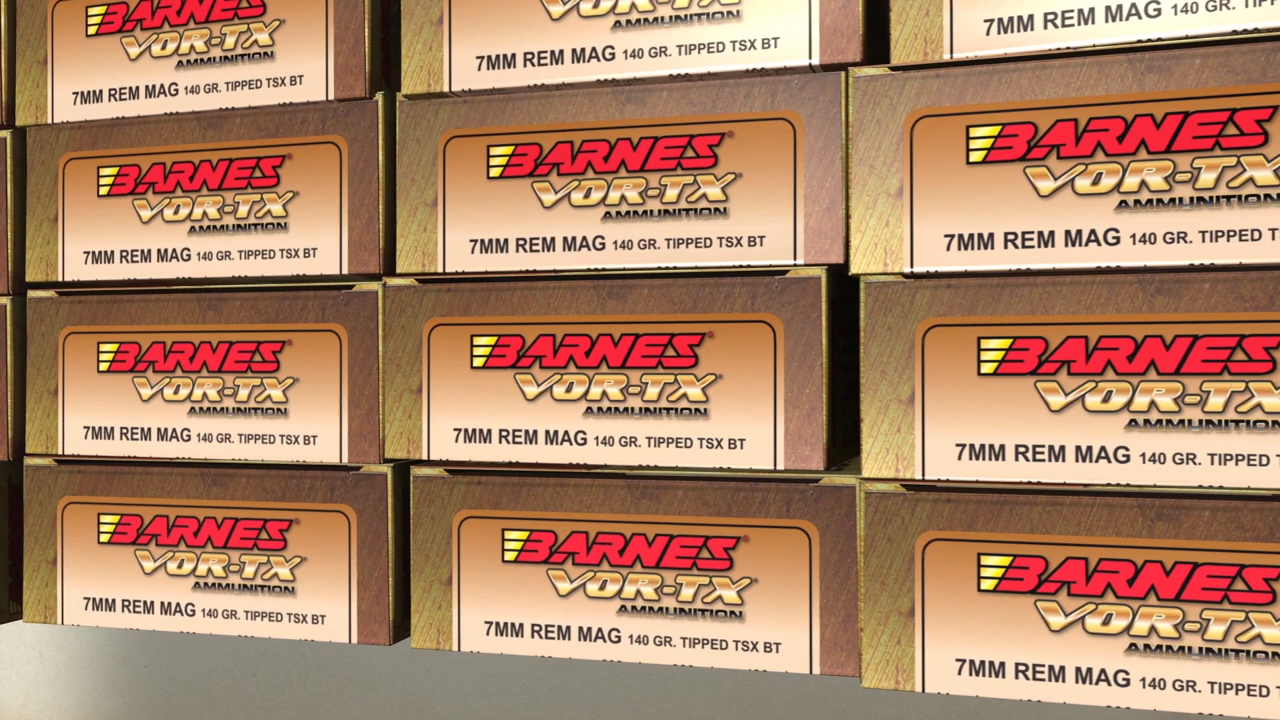 BARNES
VOR-TX
AMMUNITION
7MM REM MAG 140 GR. TIPPED TSX BT
VOR-TX
AMMUNITION
7MM REM MAG 140 GR. TIPPED TSX BT
7MM REM MAG 140 GR.
BARNES
VOR-TX
AMMUNITION
7MM REM MAG 140 GR. TIPPED TSX BT
BARNES
VOR-TX
AMMUNITION
7MM REM MAG 140 GR. TIPPED TSX BT
BARNES
VOR-TX
AMMUNITION
7MM REM MAG 140 GR. TIPPED
BARNES
VOR-TX
AMMUNITION
7MM REM MAG 140 GR. TIPPED TSX BT
BARNES
VOR-TX
AMMUNITION
7MM REM MAG 140 GR. TIPPED TSX BT
BARNES
VOR-TX
AMMUNITION
7MM REM MAG 140 GR. TIPPED
BARNES
VOR-TX
AMMUNITION
7MM REM MAG 140 GR. TIPPED TSX BT
BARNES
VOR-TX
AMMUNITION
7MM REM MAG 140 GR. TIPPED TSX BT
BARNES
VOR-TX
AMMUNITION
7MM REM MAG 140 GR. TIPPED